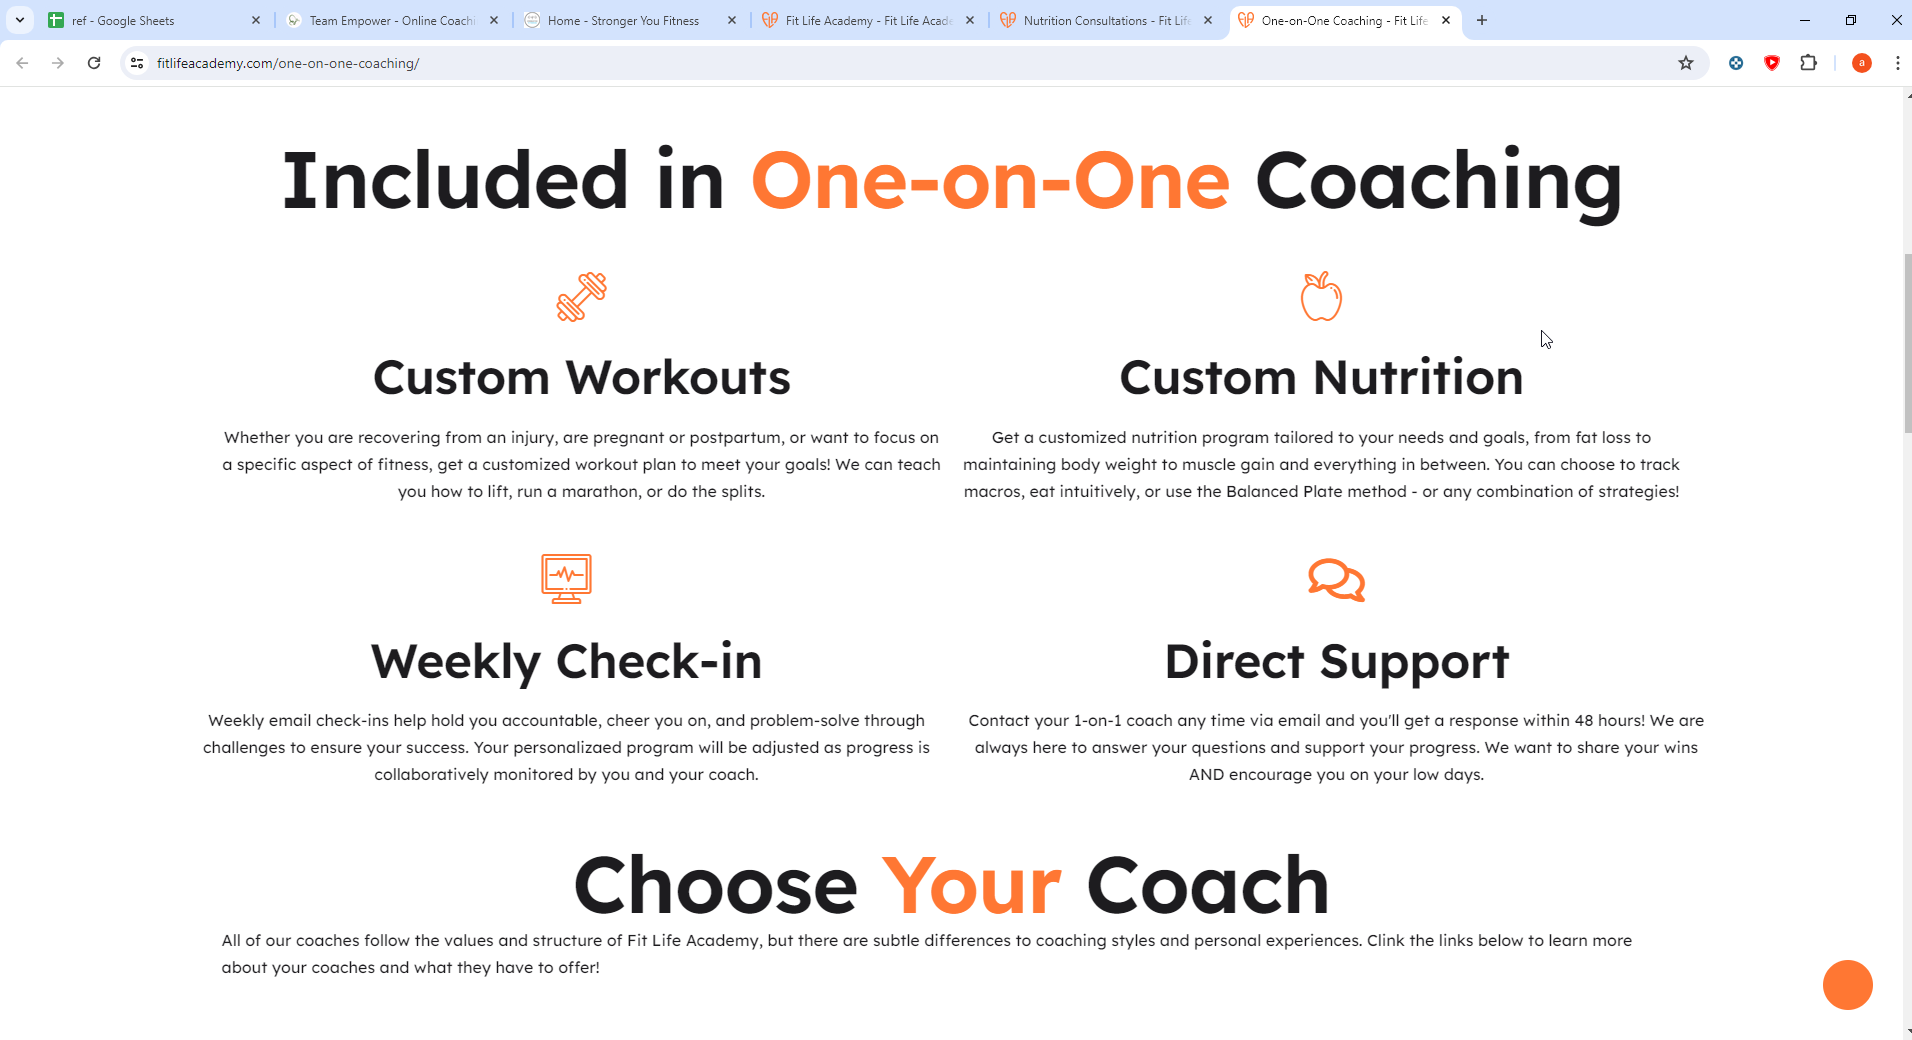 ref - Google Sheets
Team Empower - Online Coachi
Home - Stronger You Fitness
Fit Life Academy - Fit Life Acade
Nutrition Consultations - Fit Life
One-on-One Coaching - Fit Life
fitlifeacademy.com/one-on-one-coaching/
a
Included in One-on-One Coaching
Custom Workouts
Whether you are recovering from an injury, are pregnant or postpartum, or want to focus on
a specific aspect of fitness, get a customized workout plan to meet your goals! We can teach
you how to lift, run a marathon, or do the splits.
Custom Nutrition
Get a customized nutrition program tailored to your needs and goals, from fat loss to
maintaining body weight to muscle gain and everything in between. You can choose to track
macros, eat intuitively, or use the Balanced Plate method - or any combination of strategies!
Weekly Check-in
Weekly email check-ins help hold you accountable, cheer you on, and problem-solve through
challenges to ensure your success. Your personalizaed program will be adjusted as progress is
collaboratively monitored by you and your coach.
Direct Support
Contact your 1-on-1 coach any time via email and you'll get a response within 48 hours! We are
always here to answer your questions and support your progress. We want to share your wins
AND encourage you on your low days.
Choose Your Coach
All of our coaches follow the values and structure of Fit Life Academy, but there are subtle differences to coaching styles and personal experiences. Clink the links below to learn more
about your coaches and what they have to offer!